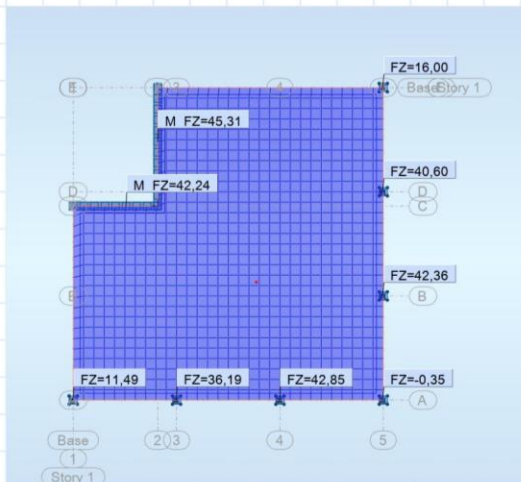 FZ=16,00
E 2 3 4 5 Base Story 1
M FZ=45,31
FZ=40,60
M FZ=42,24
D D
C
FZ=42,36
B B
FZ=11,49 FZ=36,19 FZ=42,85 FZ=-0,35
A
Base 2 3 4 5
1
Story 1